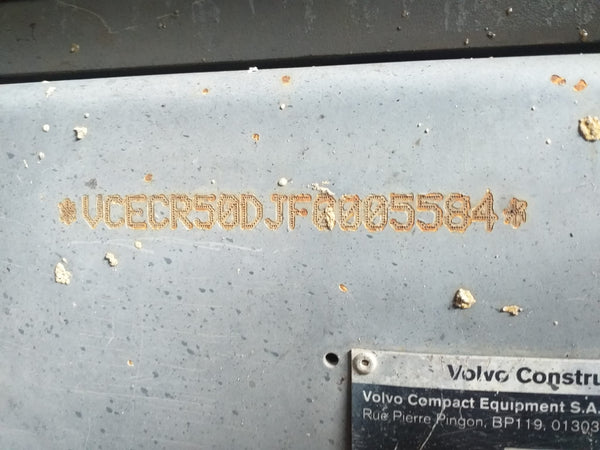 *VCECR50DJF0005584*
Volvo Constru
Volvo Compact Equipment S.A.
Rue Pierre Pingon, BP119, 01303